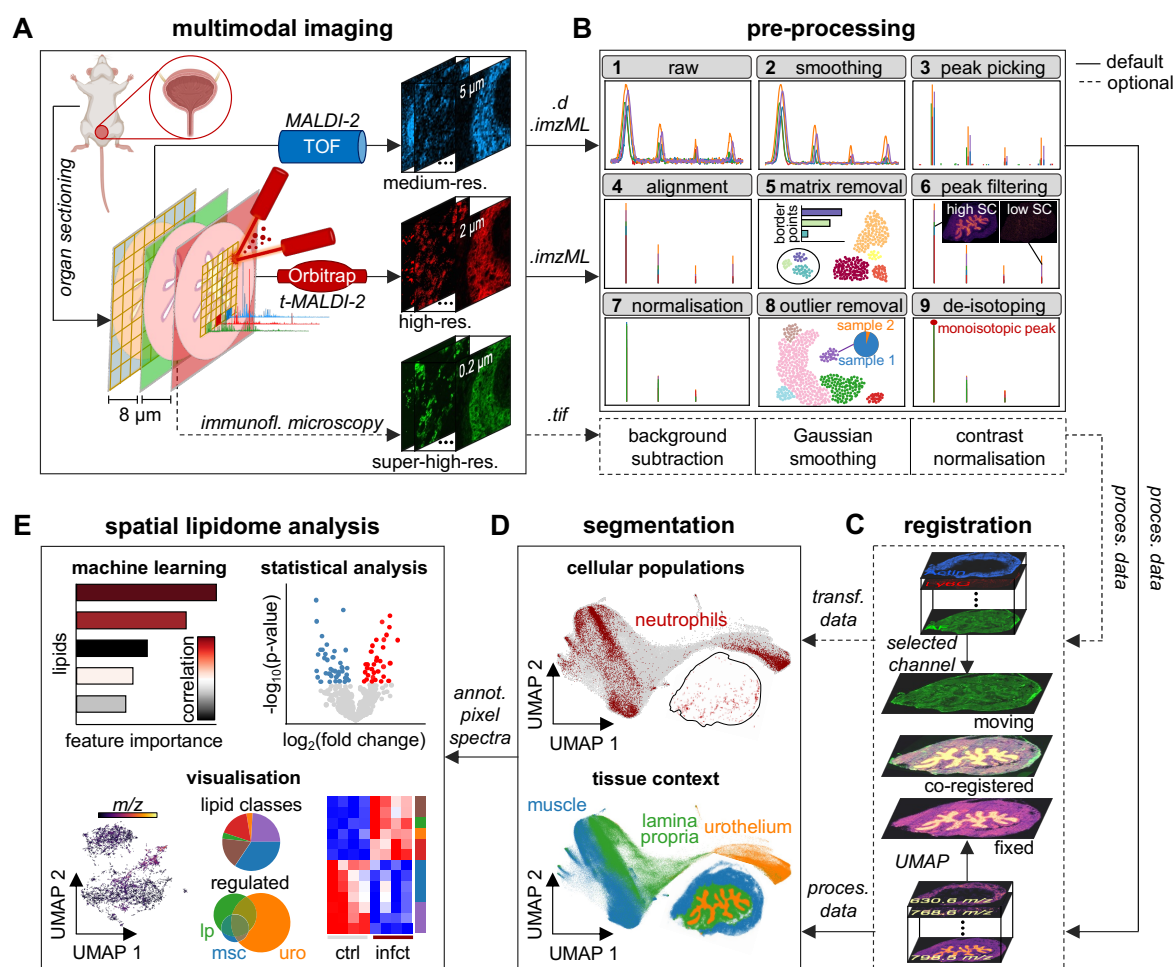 A
multimodal imaging
organ sectioning
MALDI-2
TOF
5 µm
medium-res.
2 µm
Orbitrap
t-MALDI-2
high-res.
0.2 µm
8 µm
immunofl. microscopy
super-high-res.
.d
.imzML
.imzML
.tif
B
pre-processing
default
optional
1 raw
2 smoothing
3 peak picking
4 alignment
5 matrix removal
border
points
6 peak filtering
high SC
low SC
7 normalisation
8 outlier removal
sample 2
sample 1
9 de-isotoping
monoisotopic peak
background
subtraction
Gaussian
smoothing
contrast
normalisation
proces. data
proces. data
C
registration
selected
channel
moving
co-registered
fixed
UMAP
630.6 m/z
768.6 m/z
798.5 m/z
transf.
data
proces.
data
D
segmentation
cellular populations
neutrophils
UMAP 2
UMAP 1
tissue context
muscle
lamina
propria
urothelium
UMAP 2
UMAP 1
annot.
pixel
spectra
E
spatial lipidome analysis
machine learning
lipids
correlation
feature importance
statistical analysis
-log10(p-value)
log2(fold change)
visualisation
m/z
UMAP 2
UMAP 1
lipid classes
regulated
lp
msc
uro
ctrl
infct